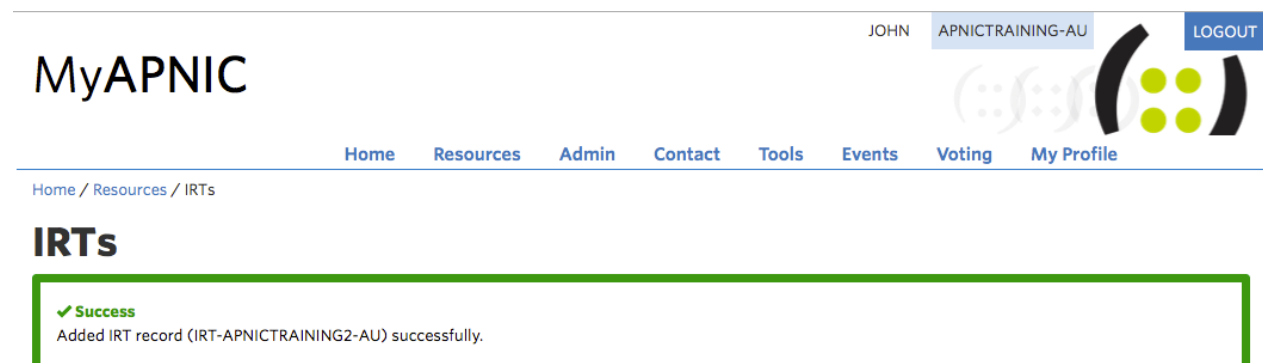 JOHN APNICTRAINING-AU LOGOUT
MyAPNIC
Home Resources Admin Contact Tools Events Voting My Profile
Home / Resources / IRTs
IRTs
✔ Success
Added IRT record (IRT-APNICTRAINING2-AU) successfully.